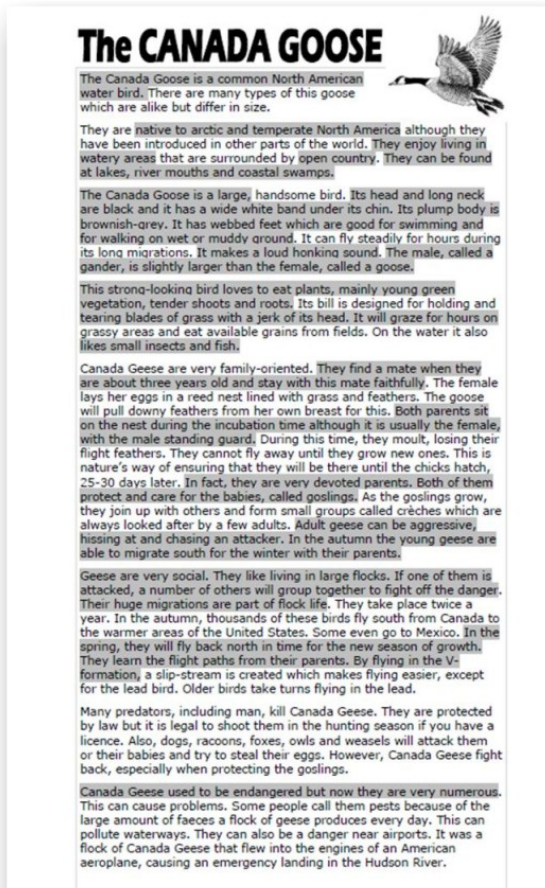 The CANADA GOOSE
The Canada Goose is a common North American
water bird. There are many types of this goose
which are alike but differ in size.
They are native to arctic and temperate North America although they
have been introduced in other parts of the world. They enjoy living in
watery areas that are surrounded by open country. They can be found
at lakes, river mouths and coastal swamps.
The Canada Goose is a large, handsome bird. Its head and long neck
are black and it has a wide white band under its chin. Its plump body is
brownish-grey. It has webbed feet which are good for swimming and
for walking on wet or muddy ground. It can fly steadily for hours during
its long migrations. It makes a loud honking sound. The male, called a
gander, is slightly larger than the female, called a goose.
This strong-looking bird loves to eat plants, mainly young green
vegetation, tender shoots and roots. Its bill is designed for holding and
tearing blades of grass with a jerk of its head. It will graze for hours on
grassy areas and eat available grains from fields. On the water it also
likes small insects and fish.
Canada Geese are very family-oriented. They find a mate when they
are about three years old and stay with this mate faithfully. The female
lays her eggs in a reed nest lined with grass and feathers. The goose
will pull downy feathers from her own breast for this. Both parents sit
on the nest during the incubation time although it is usually the female,
with the male standing guard. During this time, they moult, losing their
flight feathers. They cannot fly away until they grow new ones. This is
nature's way of ensuring that they will be there until the chicks hatch,
25-30 days later. In fact, they are very devoted parents. Both of them
protect and care for the babies, called goslings. As the goslings grow,
they join up with others and form small groups called crèches which are
always looked after by a few adults. Adult geese can be aggressive,
hissing at and chasing an attacker. In the autumn the young geese are
able to migrate south for the winter with their parents.
Geese are very social. They like living in large flocks. If one of them is
attacked, a number of others will group together to fight off the danger.
Their huge migrations are part of flock life. They take place twice a
year. In the autumn, thousands of these birds fly south from Canada to
the warmer areas of the United States. Some even go to Mexico. In the
spring, they will fly back north in time for the new season of growth.
They learn the flight paths from their parents. By flying in the V-
formation, a slip-stream is created which makes flying easier, except
for the lead bird. Older birds take turns flying in the lead.
Many predators, including man, kill Canada Geese. They are protected
by law but it is legal to shoot them in the hunting season if you have a
licence. Also, dogs, racoons, foxes, owls and weasels will attack them
or their babies and try to steal their eggs. However, Canada Geese fight
back, especially when protecting the goslings.
Canada Geese used to be endangered but now they are very numerous.
This can cause problems. Some people call them pests because of the
large amount of faeces a flock of geese produces every day. This can
pollute waterways. They can also be a danger near airports. It was a
flock of Canada Geese that flew into the engines of an American
aeroplane, causing an emergency landing in the Hudson River.